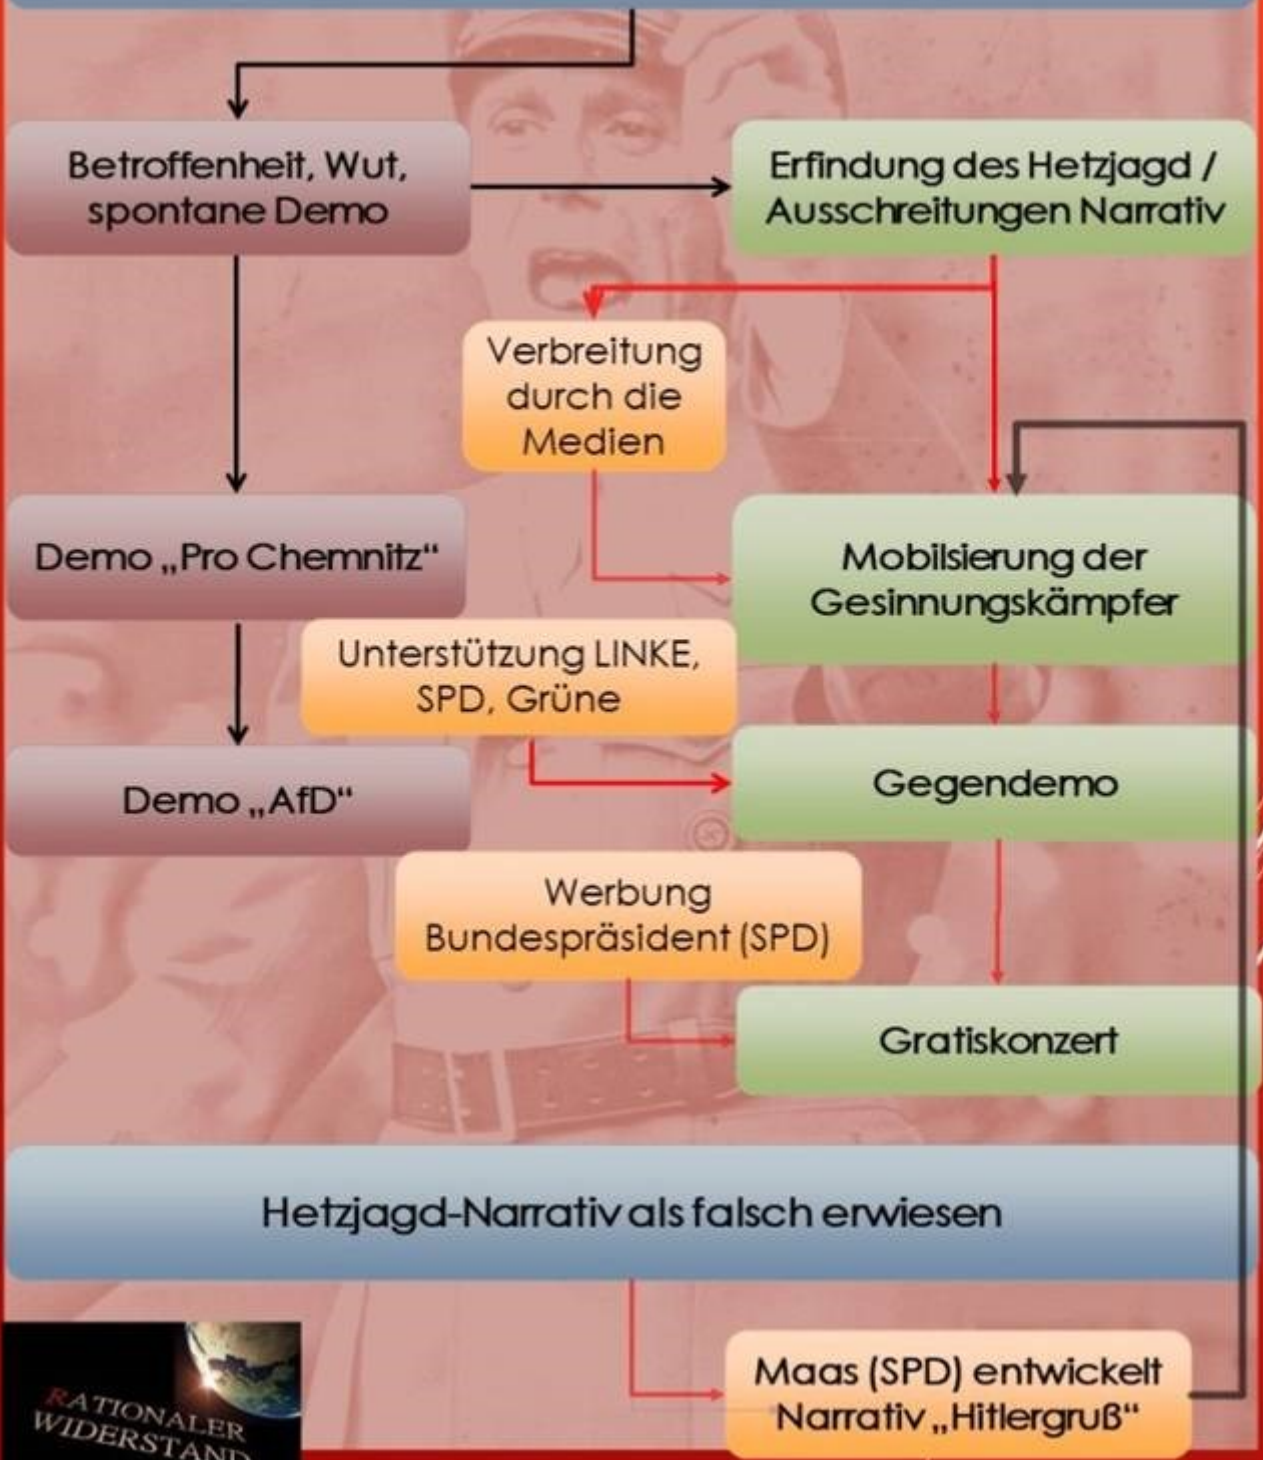 Betroffenheit, Wut,
spontane Demo
Erfindung des Hetzjagd /
Ausschreitungen Narrativ
Verbreitung
durch die
Medien
Demo „Pro Chemnitz“
Mobilsierung der
Gesinnungskämpfer
Unterstützung LINKE,
SPD, Grüne
Demo „AfD“
Gegendemo
Werbung
Bundespräsident (SPD)
Gratiskonzert
Hetzjagd-Narrativ als falsch erwiesen
Maas (SPD) entwickelt
Narrativ „Hitlergruß“
RATIONALER
WIDERSTAND